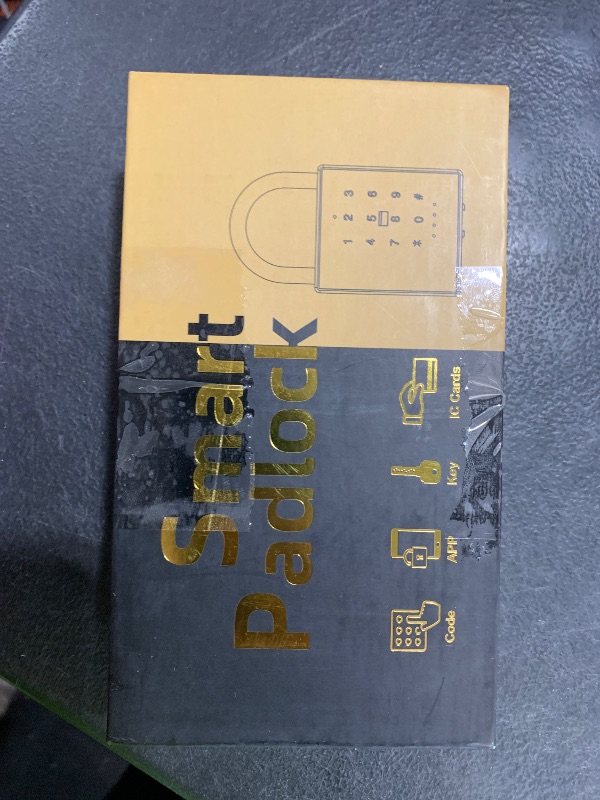 Smart
Padlock
1 2 3
4 5 6
7 8 9
* 0 #
Code
APP
Key
IC Cards